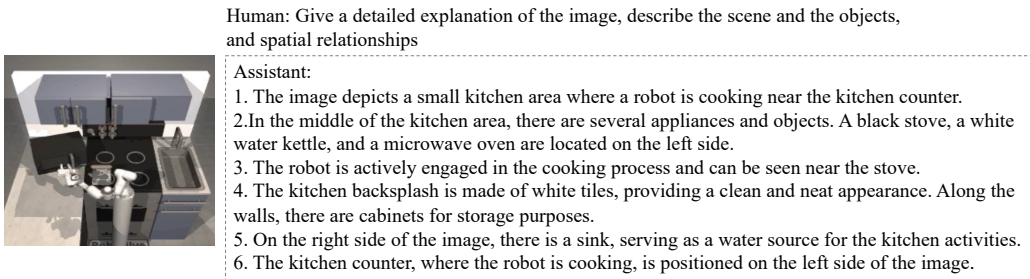 Human: Give a detailed explanation of the image, describe the scene and the objects,
and spatial relationships
Assistant:
1. The image depicts a small kitchen area where a robot is cooking near the kitchen counter.
2.In the middle of the kitchen area, there are several appliances and objects. A black stove, a white
water kettle, and a microwave oven are located on the left side.
3. The robot is actively engaged in the cooking process and can be seen near the stove.
4. The kitchen backsplash is made of white tiles, providing a clean and neat appearance. Along the
walls, there are cabinets for storage purposes.
5. On the right side of the image, there is a sink, serving as a water source for the kitchen activities.
6. The kitchen counter, where the robot is cooking, is positioned on the left side of the image.